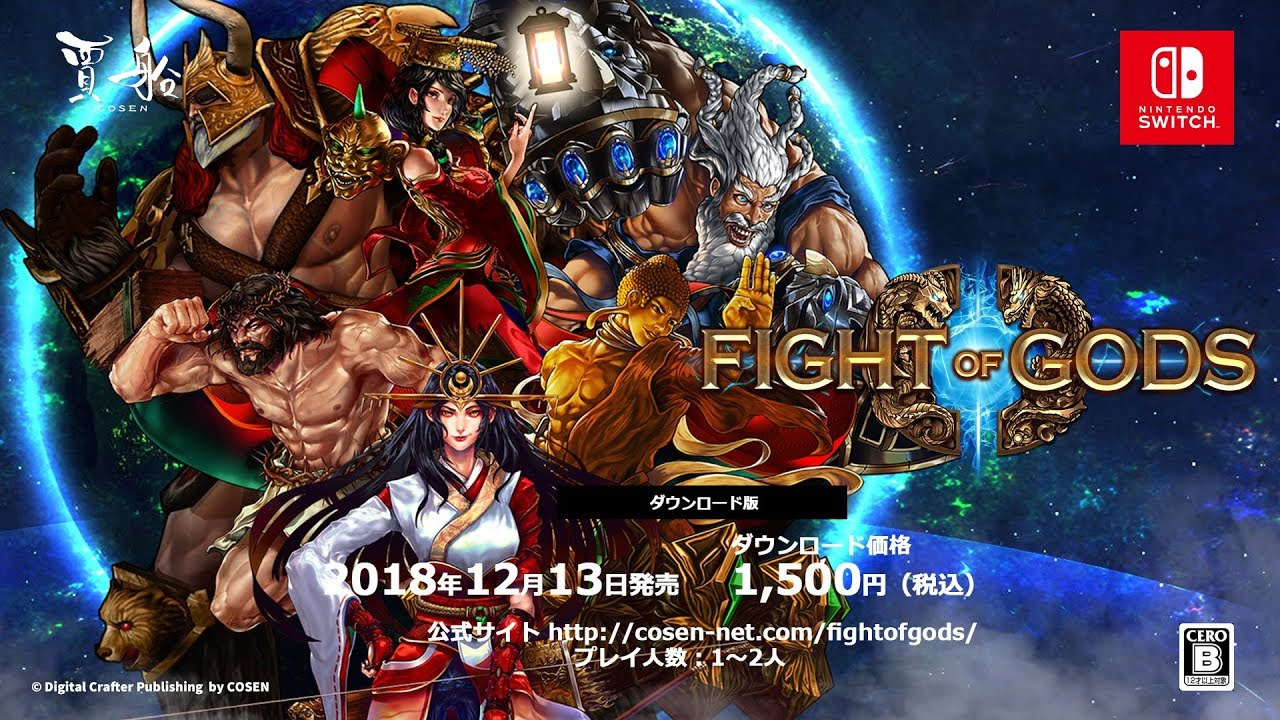 賈船
COSEN
NINTENDO
SWITCH
FIGHT OF GODS
ダウンロード版
ダウンロード価格
2018年12月13日発売
1,500円（税込）
公式サイト http://cosen-net.com/fightofgods/
プレイ人数：1～2人
CERO
B
12才以上対象
© Digital Crafter Publishing by COSEN